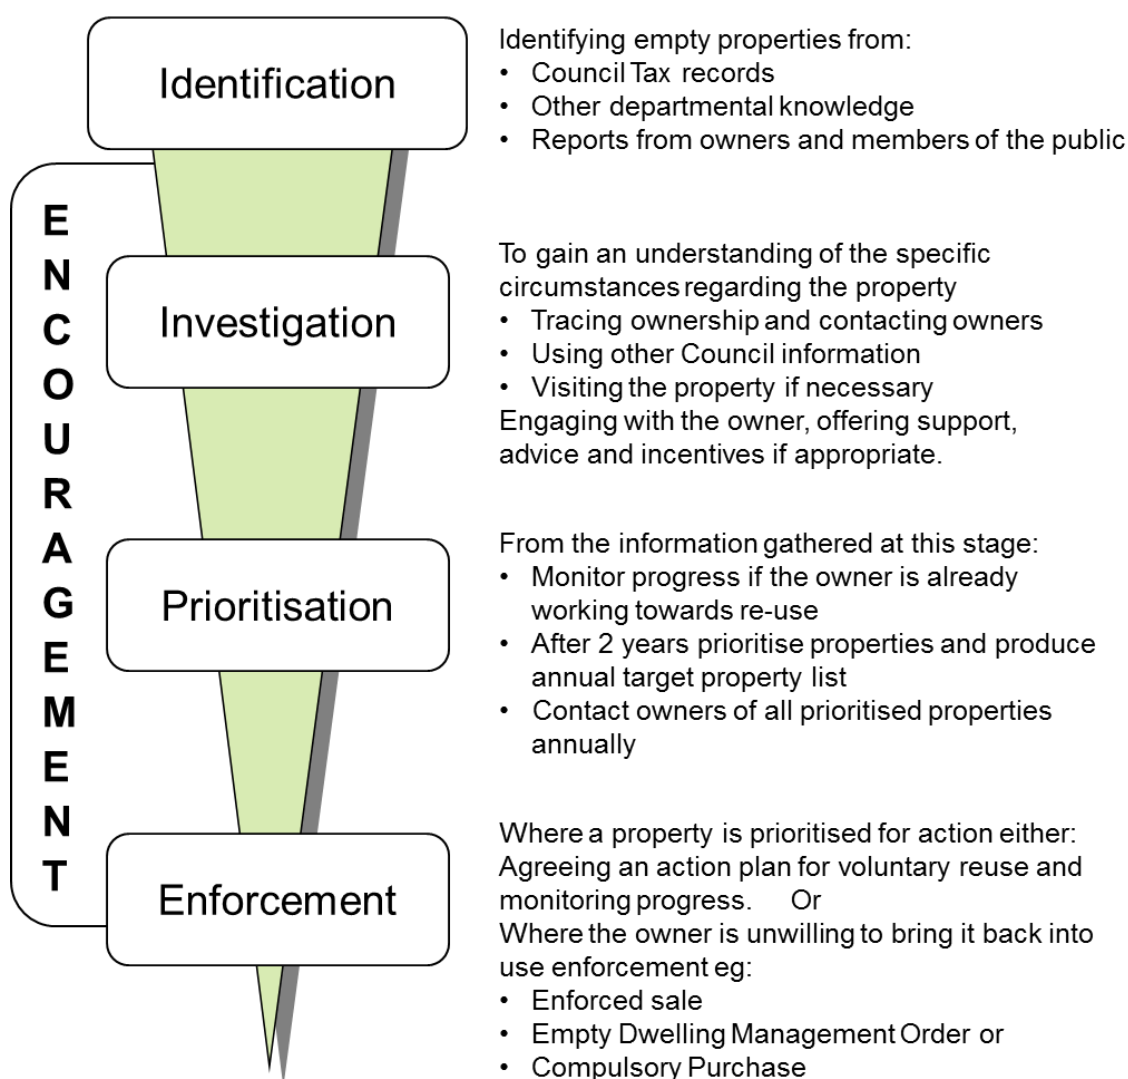 Identification
Identifying empty properties from:
• Council Tax records
• Other departmental knowledge
• Reports from owners and members of the public
E
N
C
O
U
R
A
G
E
M
E
N
T
Investigation
To gain an understanding of the specific
circumstances regarding the property
• Tracing ownership and contacting owners
• Using other Council information
• Visiting the property if necessary
Engaging with the owner, offering support,
advice and incentives if appropriate.
Prioritisation
From the information gathered at this stage:
• Monitor progress if the owner is already
working towards re-use
• After 2 years prioritise properties and produce
annual target property list
• Contact owners of all prioritised properties
annually
Enforcement
Where a property is prioritised for action either:
Agreeing an action plan for voluntary reuse and
monitoring progress. Or
Where the owner is unwilling to bring it back into
use enforcement eg:
• Enforced sale
• Empty Dwelling Management Order or
• Compulsory Purchase